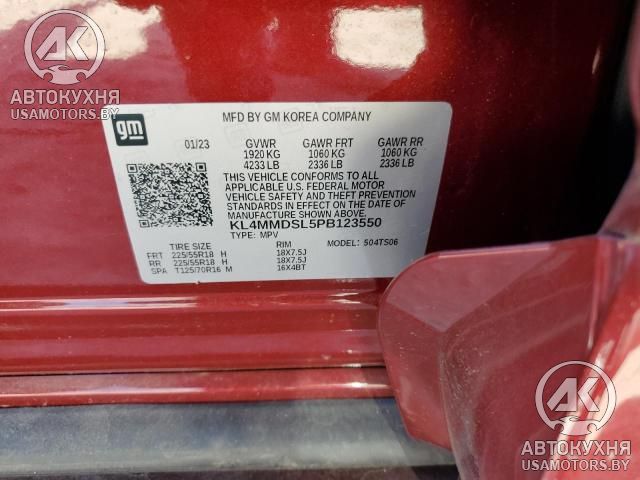 AK
АВТОКУХНЯ
USAMOTORS.BY
gm
MFD BY GM KOREA COMPANY
01/23 GVWR GAWR FRT GAWR RR
1920 KG 1060 KG 1060 KG
4233 LB 2336 LB 2336 LB
THIS VEHICLE CONFORMS TO ALL
APPLICABLE U.S. FEDERAL MOTOR
VEHICLE SAFETY AND THEFT PREVENTION
STANDARDS IN EFFECT ON THE DATE OF
MANUFACTURE SHOWN ABOVE.
KL4MMDSL5PB123550
TYPE: MPV MODEL: 504TS06
TIRE SIZE RIM
FRT 225/55R18 H 18X7.5J
RR 225/55R18 H 18X7.5J
SPA T125/70R16 M 16X4BT
AK
АВТОКУХНЯ
USAMOTORS.BY